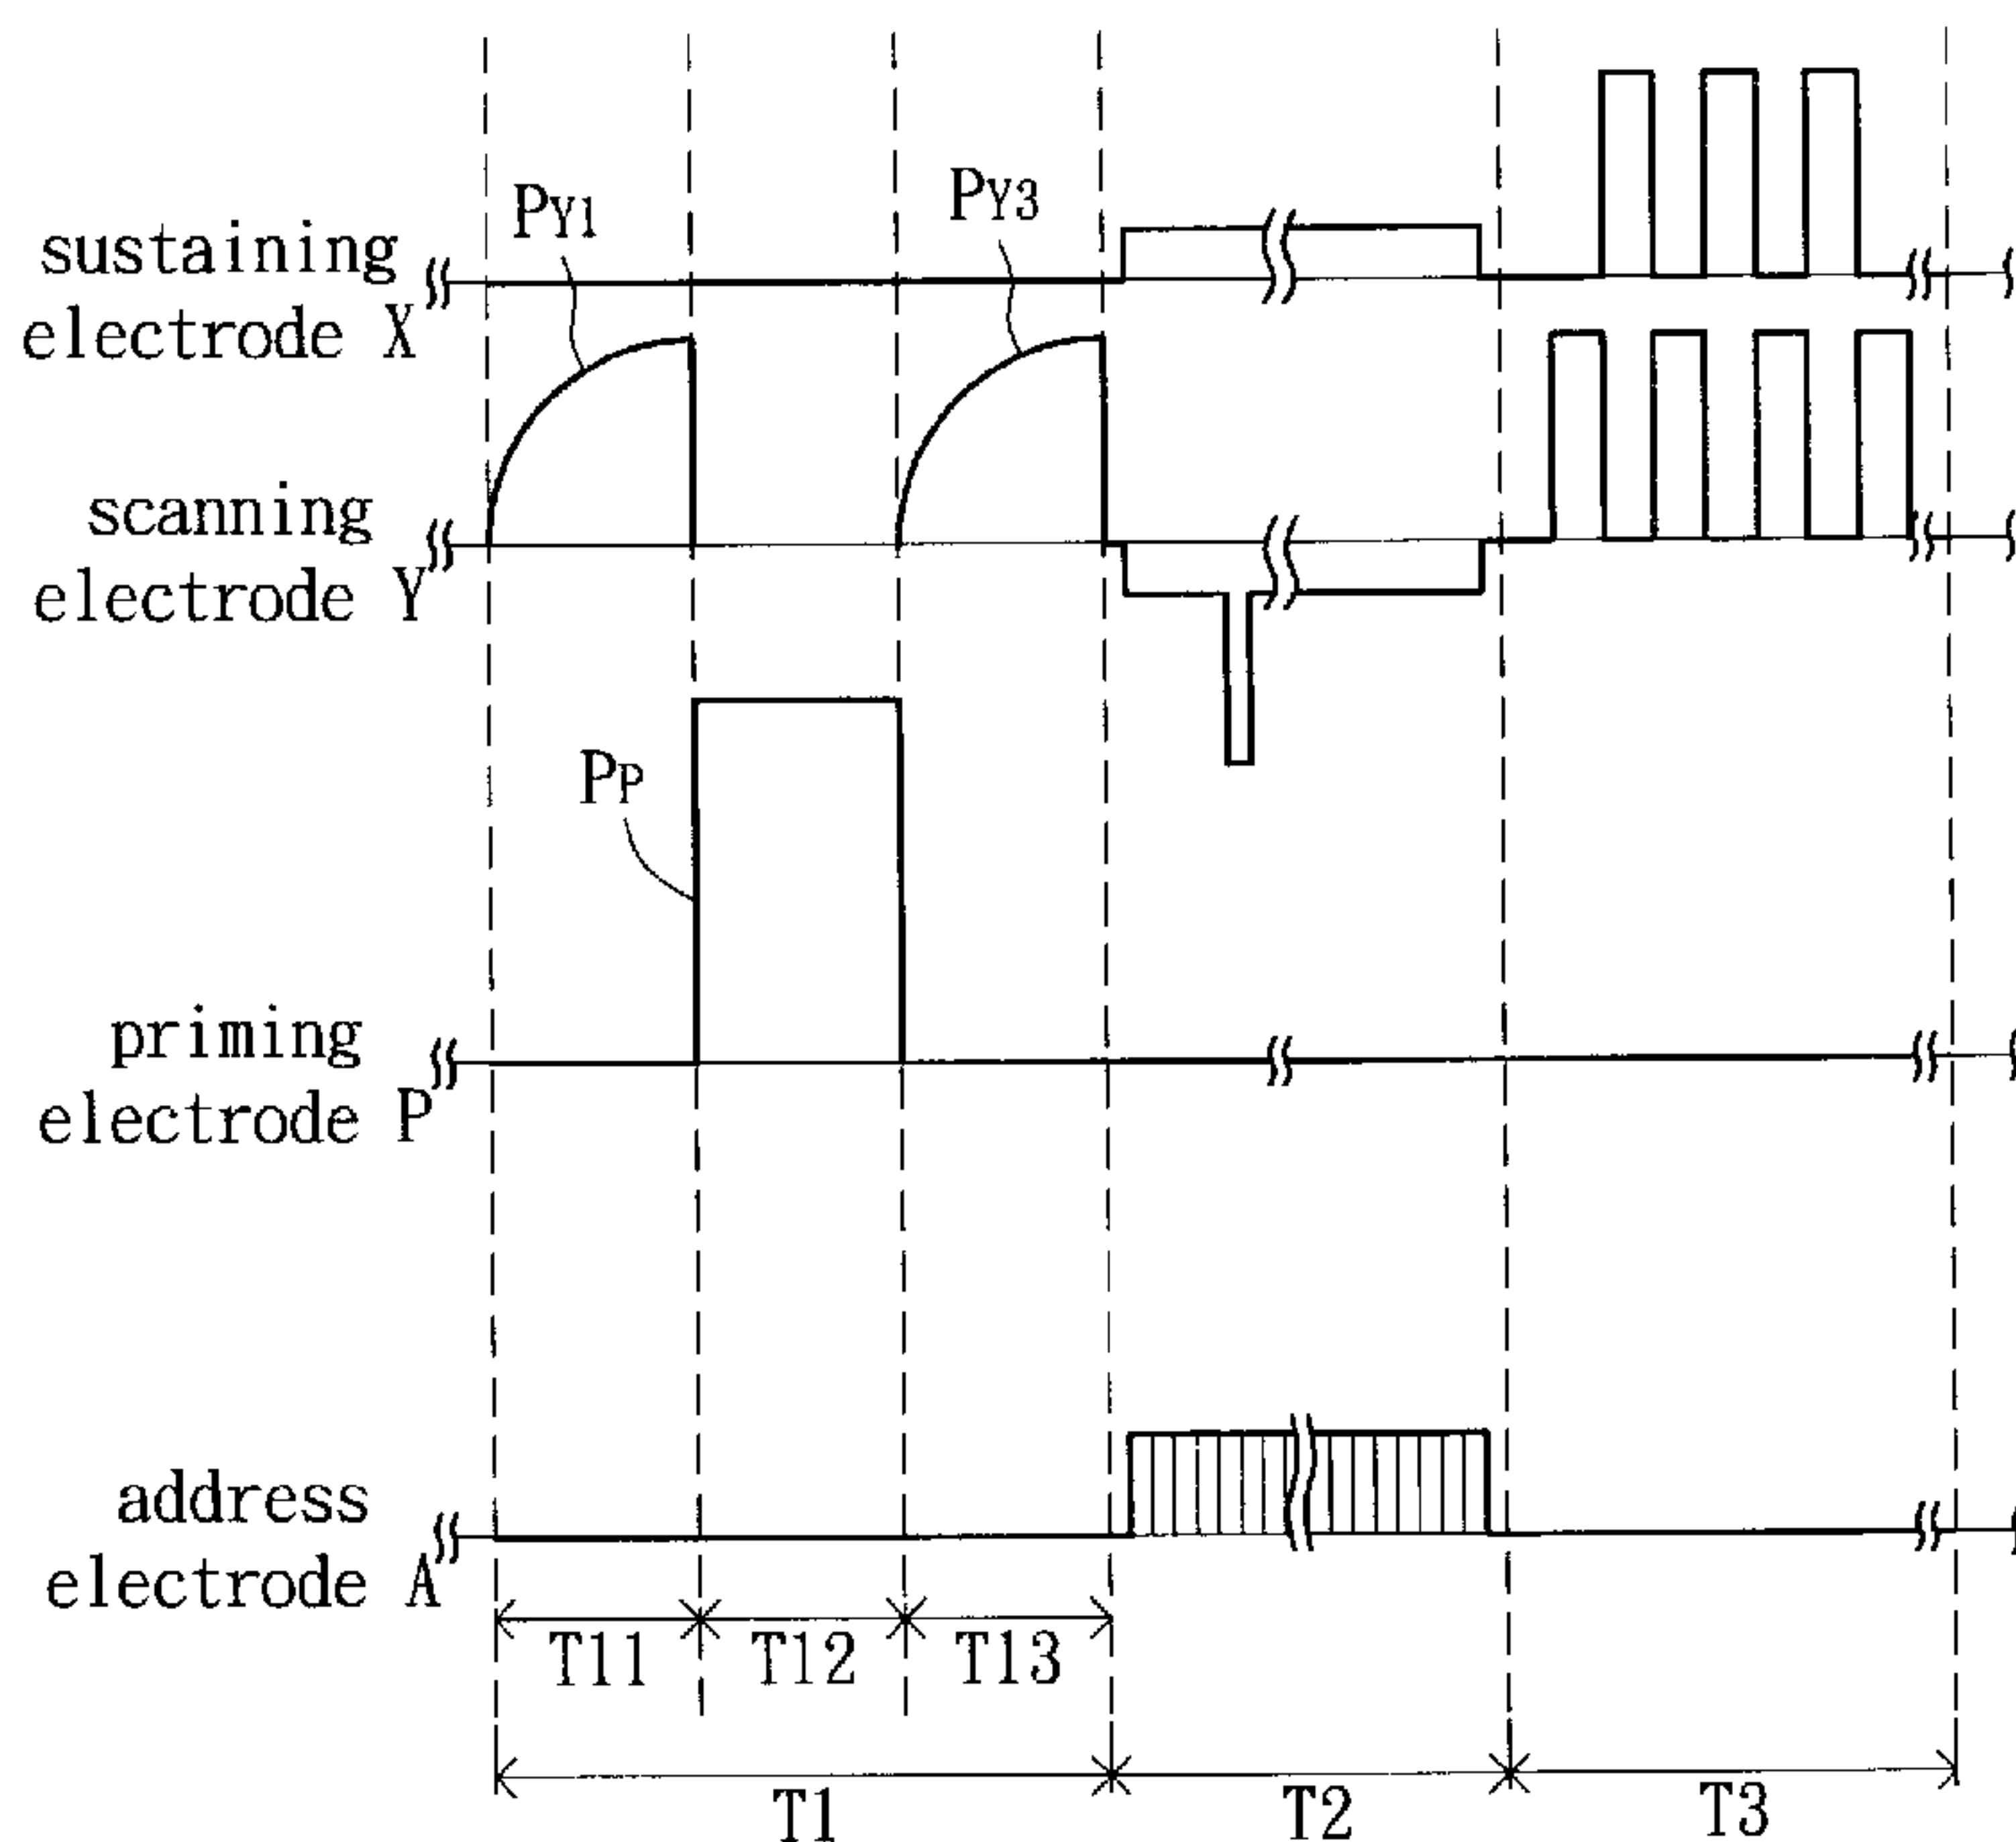 PY1
PY3
sustaining
electrode X
scanning
electrode Y
PP
priming
electrode P
address
electrode A
T11
T12
T13
T1
T2
T3